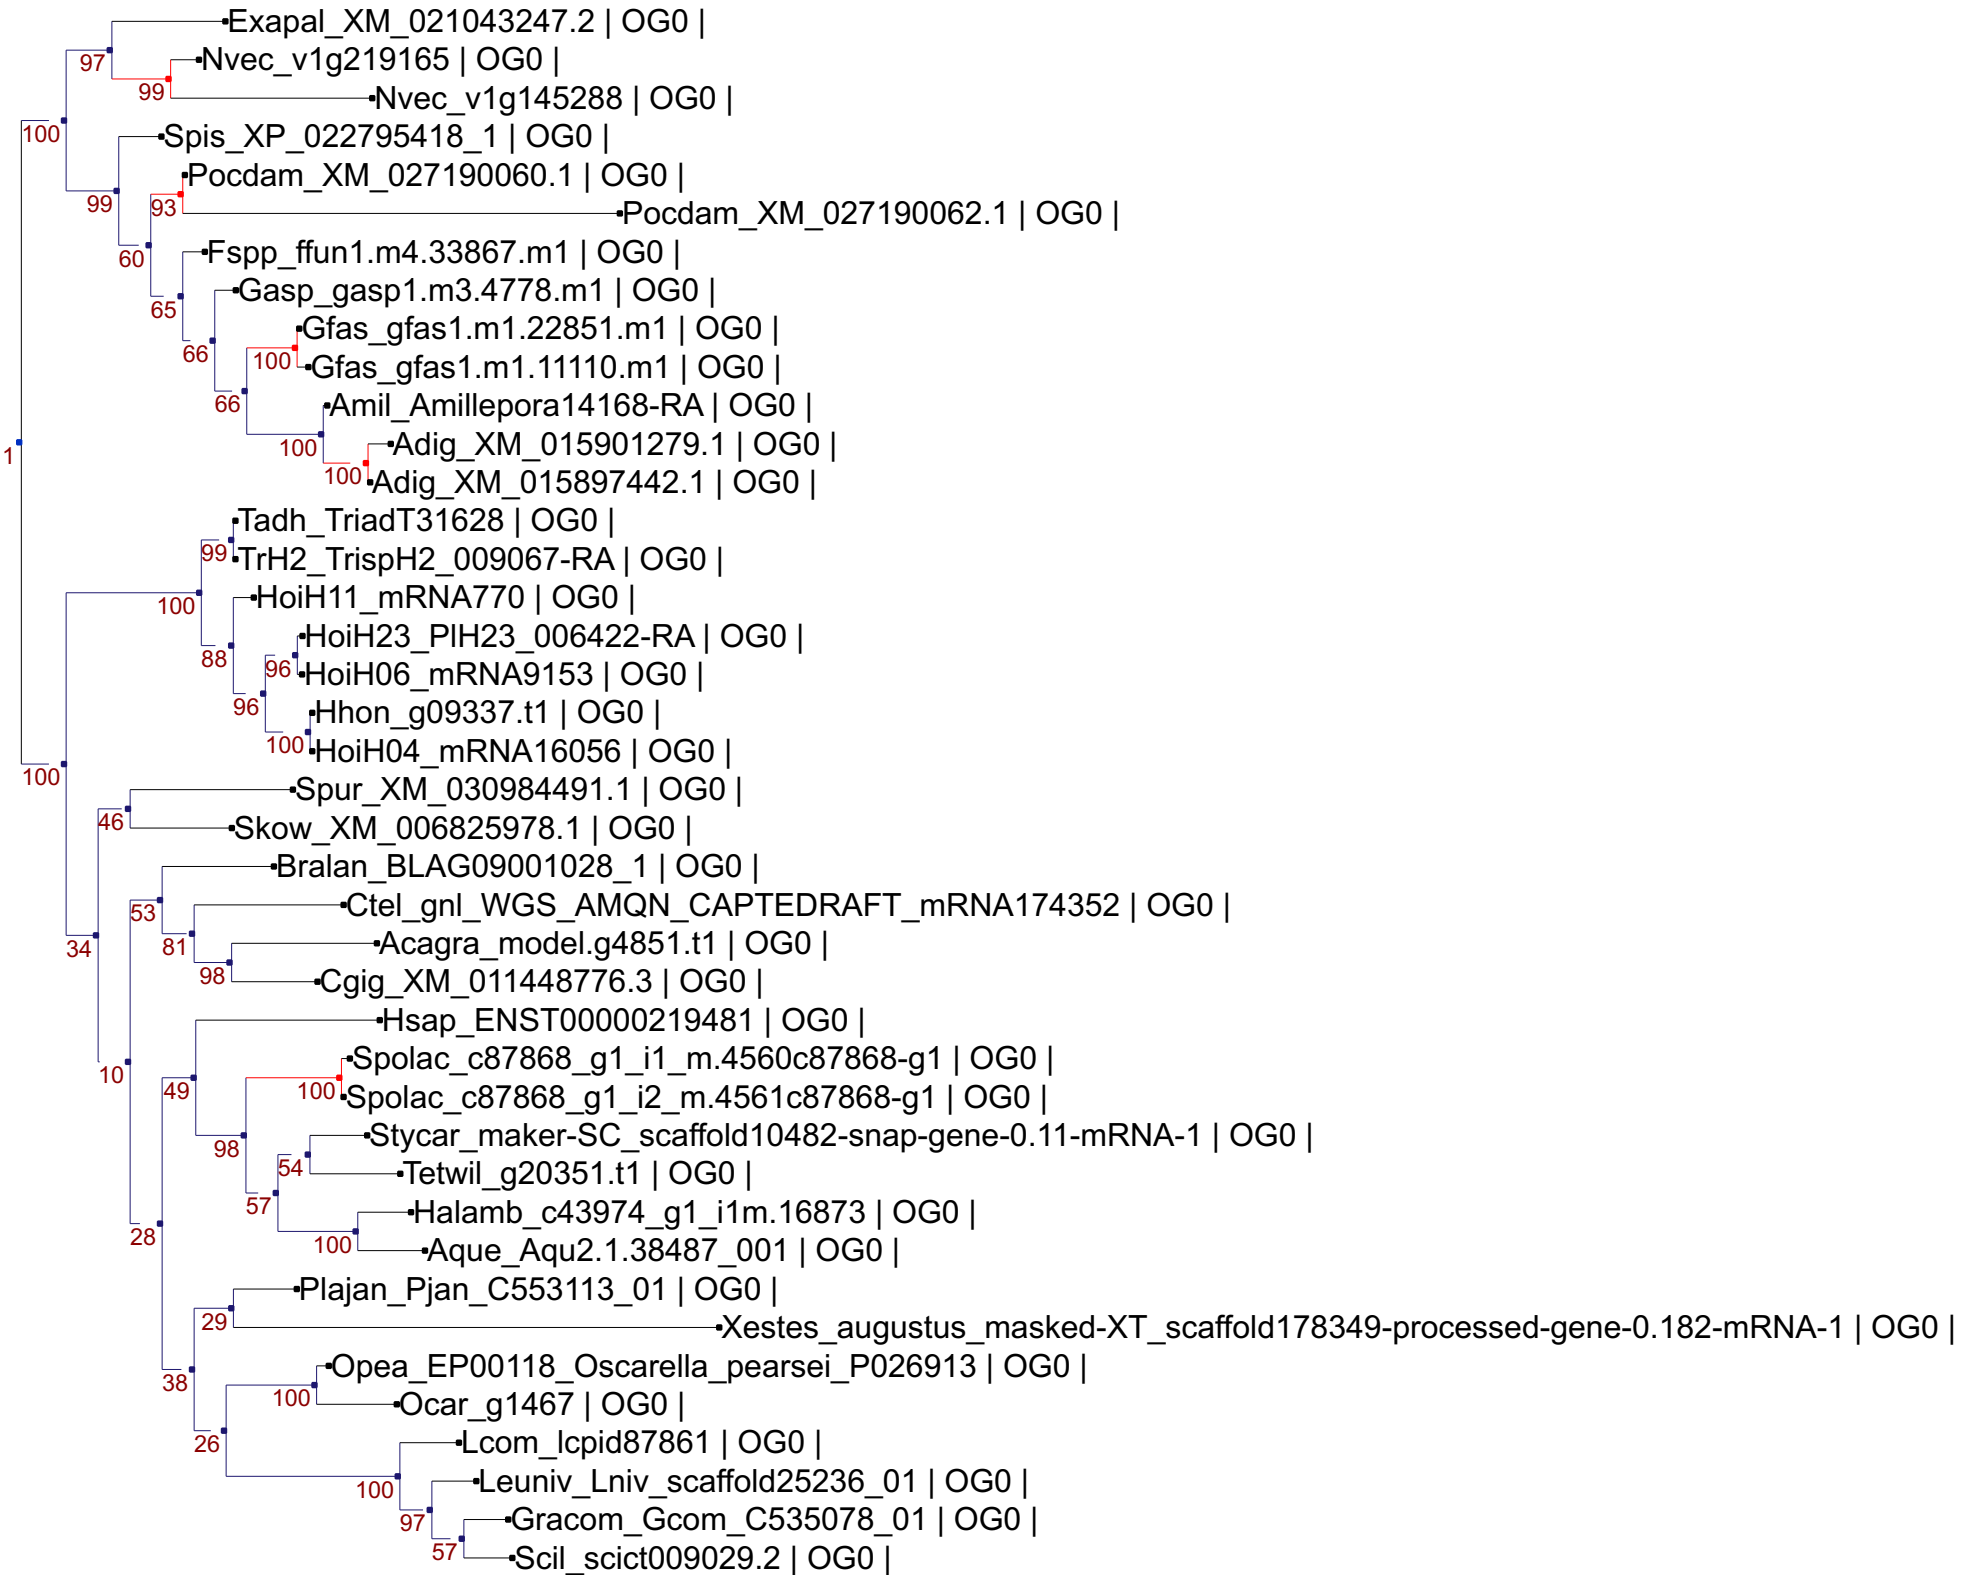 Exapal_XM_021043247.2 | OG0 |
97
Nvec_v1g219165 | OG0 |
99
Nvec_v1g145288 | OG0 |
100
Spis_XP_022795418_1 | OG0 |
Pocdam_XM_027190060.1 | OG0 |
99
93
Pocdam_XM_027190062.1 | OG0 |
60
Fspp_ffun1.m4.33867.m1 | OG0 |
65
Gasp_gasp1.m3.4778.m1 | OG0 |
Gfas_gfas1.m1.22851.m1 | OG0 |
66
100
Gfas_gfas1.m1.11110.m1 | OG0 |
66
Amil_Amillepora14168-RA | OG0 |
100
Adig_XM_015901279.1 | OG0 |
1
100
Adig_XM_015897442.1 | OG0 |
Tadh_TriadT31628 | OG0 |
99
TrH2_TrispH2_009067-RA | OG0 |
100
HoiH11_mRNA770 | OG0 |
HoiH23_PlH23_006422-RA | OG0 |
88
96
HoiH06_mRNA9153 | OG0 |
96
Hhon_g09337.t1 | OG0 |
100
HoiH04_mRNA16056 | OG0 |
100
Spur_XM_030984491.1 | OG0 |
46
Skow_XM_006825978.1 | OG0 |
Bralan_BLAG09001028_1 | OG0 |
53
Ctel_gnl_WGS_AMQN_CAPTEDRAFT_mRNA174352 | OG0 |
34
81
Acagra_model.g4851.t1 | OG0 |
98
Cgig_XM_011448776.3 | OG0 |
Hsap_ENST00000219481 | OG0 |
10
Spolac_c87868_g1_i1_m.4560c87868-g1 | OG0 |
49
100
Spolac_c87868_g1_i2_m.4561c87868-g1 | OG0 |
98
Stycar_maker-SC_scaffold10482-snap-gene-0.11-mRNA-1 | OG0 |
54
Tetwil_g20351.t1 | OG0 |
57
Halamb_c43974_g1_i1m.16873 | OG0 |
28
100
Aque_Aqu2.1.38487_001 | OG0 |
Plajan_Pjan_C553113_01 | OG0 |
29
Xestes_augustus_masked-XT_scaffold178349-processed-gene-0.182-mRNA-1 | OG0 |
38
Opea_EP00118_Oscarella_pearsei_P026913 | OG0 |
100
Ocar_g1467 | OG0 |
26
Lcom_lcpid87861 | OG0 |
100
Leuniv_Lniv_scaffold25236_01 | OG0 |
97
Gracom_Gcom_C535078_01 | OG0 |
57
Scil_scict009029.2 | OG0 |